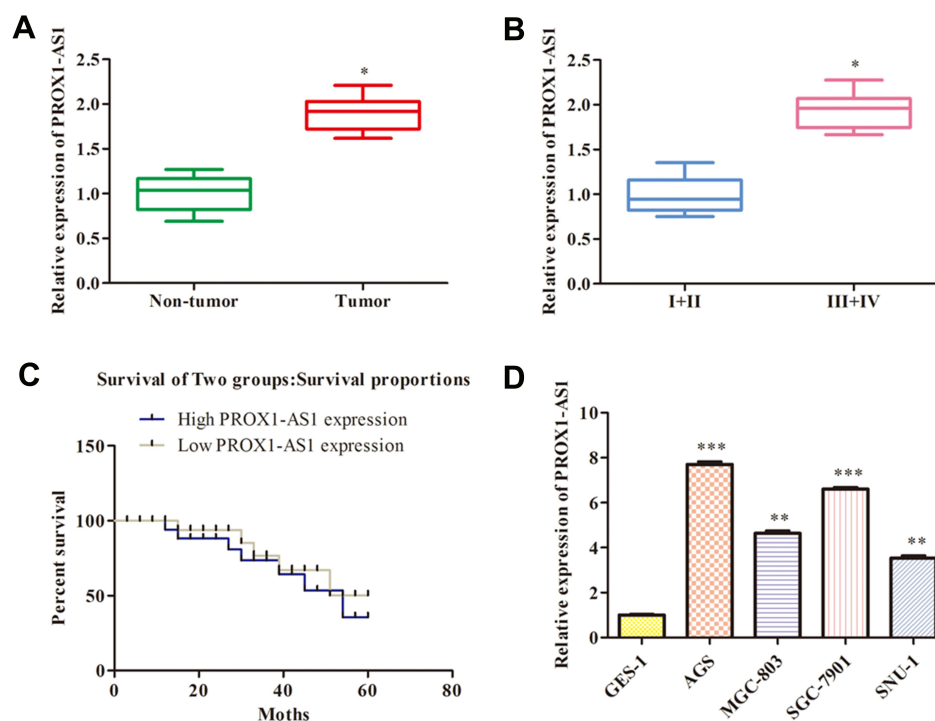 A
Relative expression of PROX1-AS1
2.5
2.0
1.5
1.0
0.5
0.0
*
Non-tumor
Tumor
B
Relative expression of PROX1-AS1
2.5
2.0
1.5
1.0
0.5
0.0
*
I+II
III+IV
C
Survival of Two groups:Survival proportions
High PROX1-AS1 expression
Low PROX1-AS1 expression
Percent survival
150
100
50
0
0
20
40
60
80
Moths
D
Relative expression of PROX1-AS1
10
8
6
4
2
0
***
**
***
**
GES-1
AGS
MGC-803
SGC-7901
SNU-1